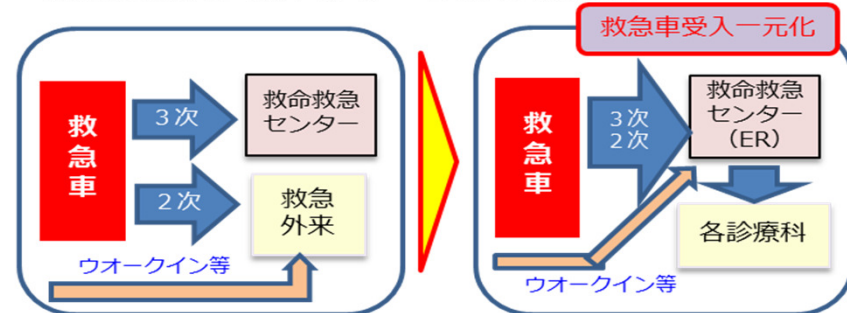 救急車受入一元化
救急車
3次
2次
救命救急
センター
救急
外来
ウオークイン等
救急車
3次
2次
救命救急
センター
（ER）
各診療科
ウオークイン等